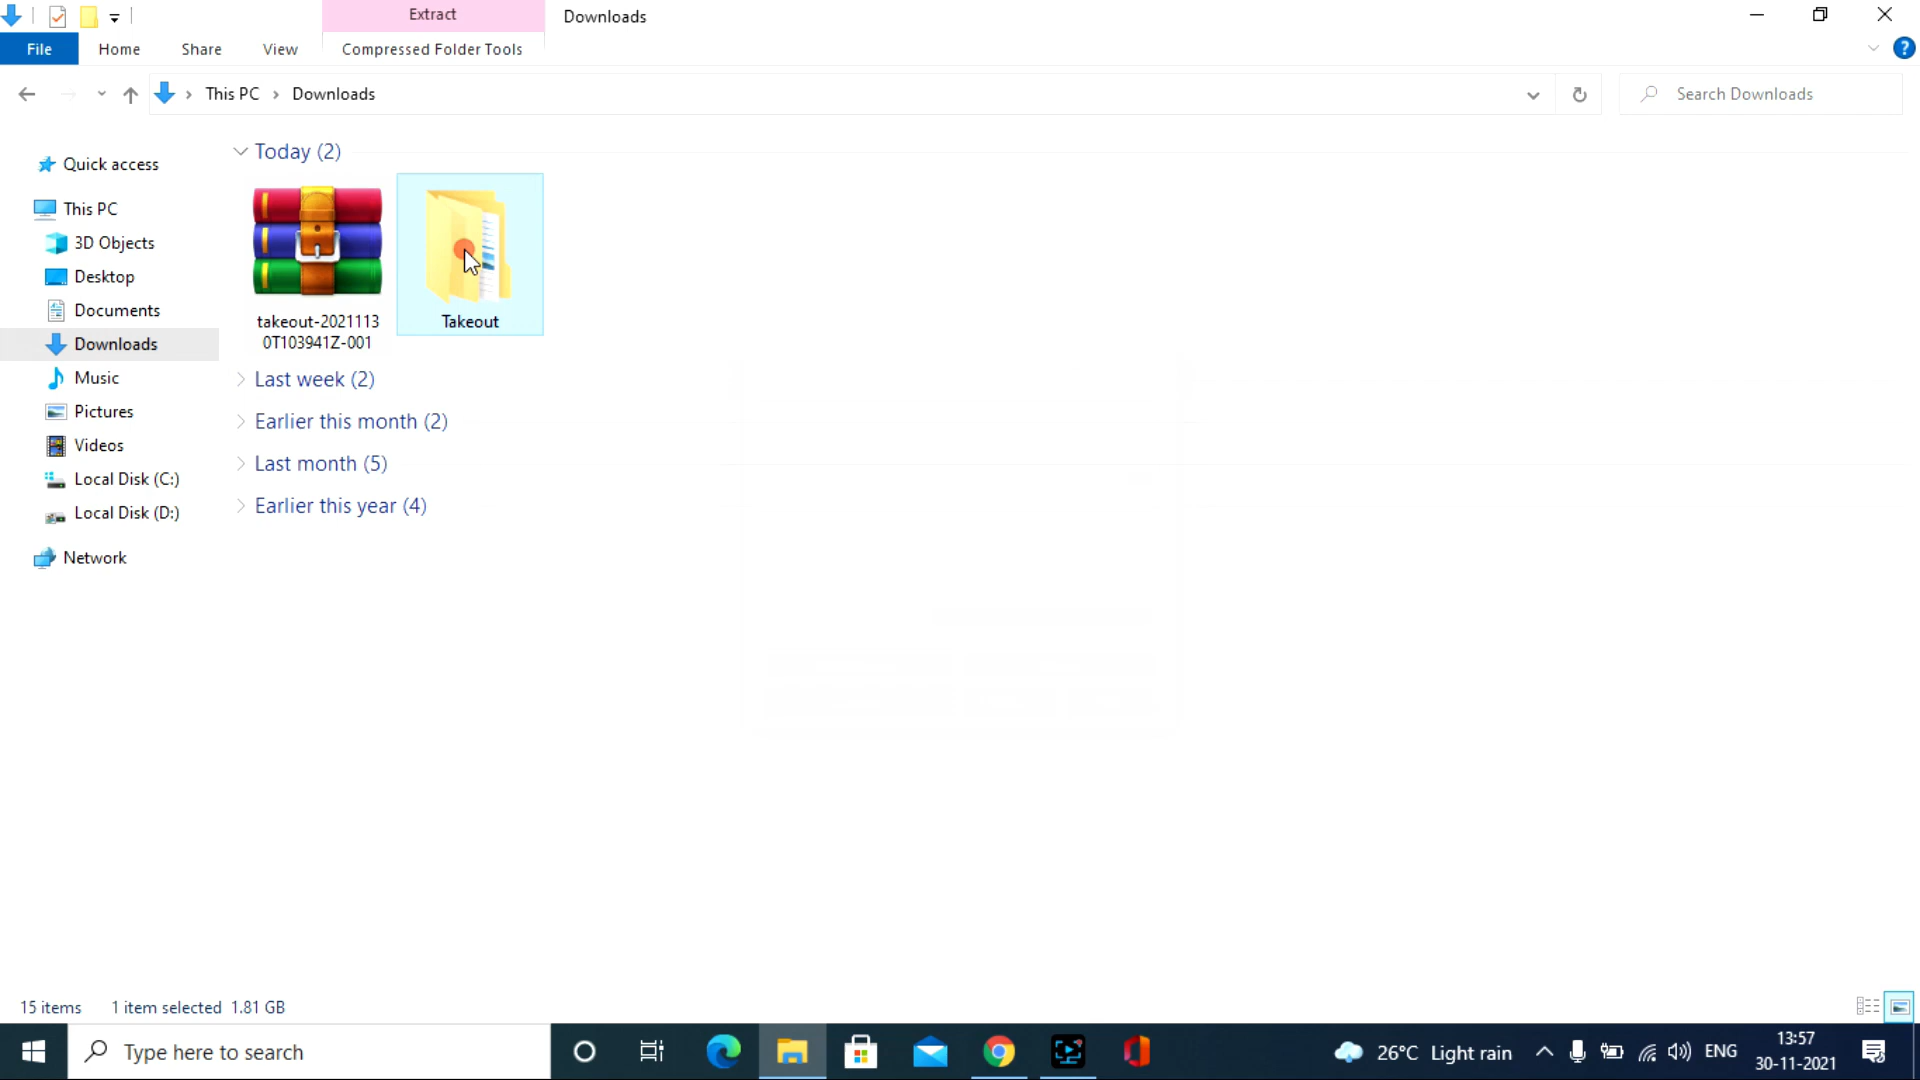 Extract
Downloads
File
Home
Share
View
Compressed Folder Tools
This PC
Downloads
Search Downloads
Quick access
This PC
3D Objects
Desktop
Documents
Downloads
Music
Pictures
Videos
Local Disk (C:)
Local Disk (D:)
Network
Today (2)
takeout-2021113
0T103941Z-001
Takeout
Last week (2)
Earlier this month (2)
Last month (5)
Earlier this year (4)
15 items
1 item selected 1.81 GB
Type here to search
26°C Light rain
ENG
13:57
30-11-2021